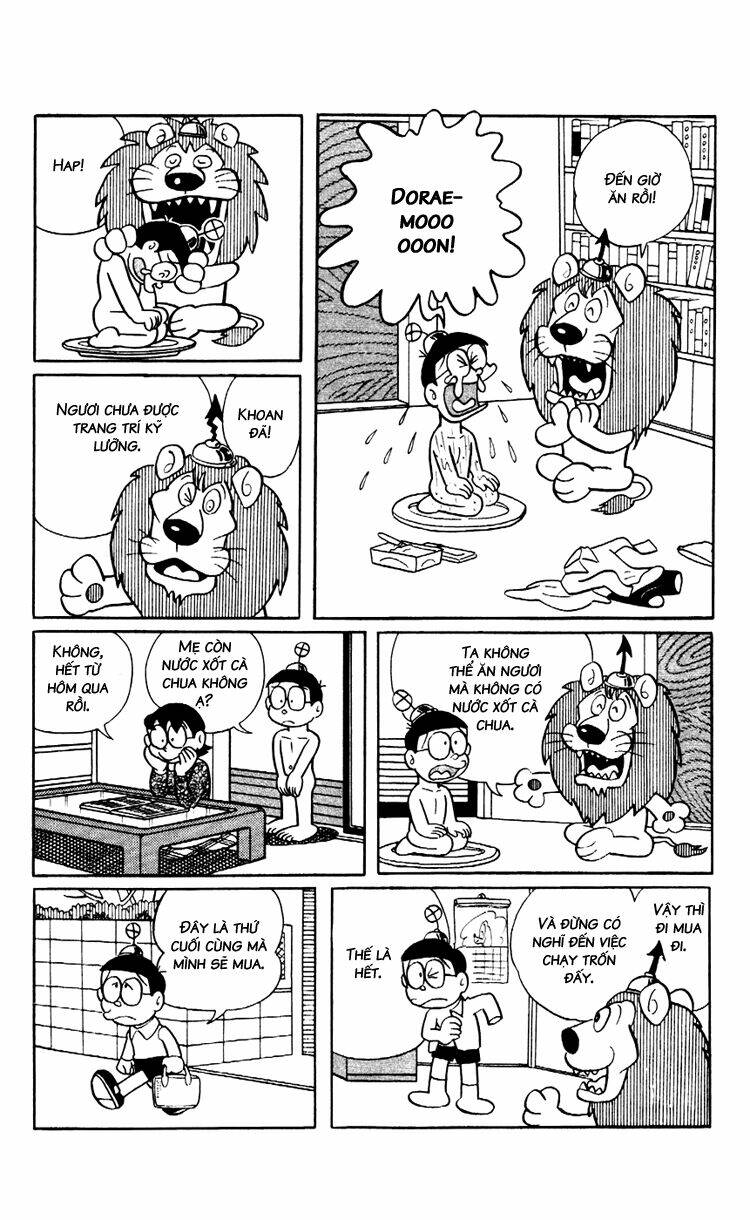 ĐẾN GIỜ
ĂN RỒI!
DORAE-
MOOO
OOON!
HAP!
KHOAN
ĐÃ!
NGƯƠI CHƯA ĐƯỢC
TRANG TRÍ KỸ
LƯỠNG.
TA KHÔNG
THỂ ĂN NGƯƠI
MÀ KHÔNG CÓ
NƯỚC XỐT CÀ
CHUA.
MẸ CÒN
NƯỚC XỐT CÀ
CHUA KHÔNG
Ạ?
KHÔNG,
HẾT TỪ
HÔM QUA
RỒI.
VẬY THÌ
ĐI MUA
ĐI.
VÀ ĐỪNG CÓ
NGHĨ ĐẾN VIỆC
CHẠY TRỐN
ĐẤY.
THẾ LÀ
HẾT.
ĐÂY LÀ THỨ
CUỐI CÙNG MÀ
MÌNH SẼ MUA.